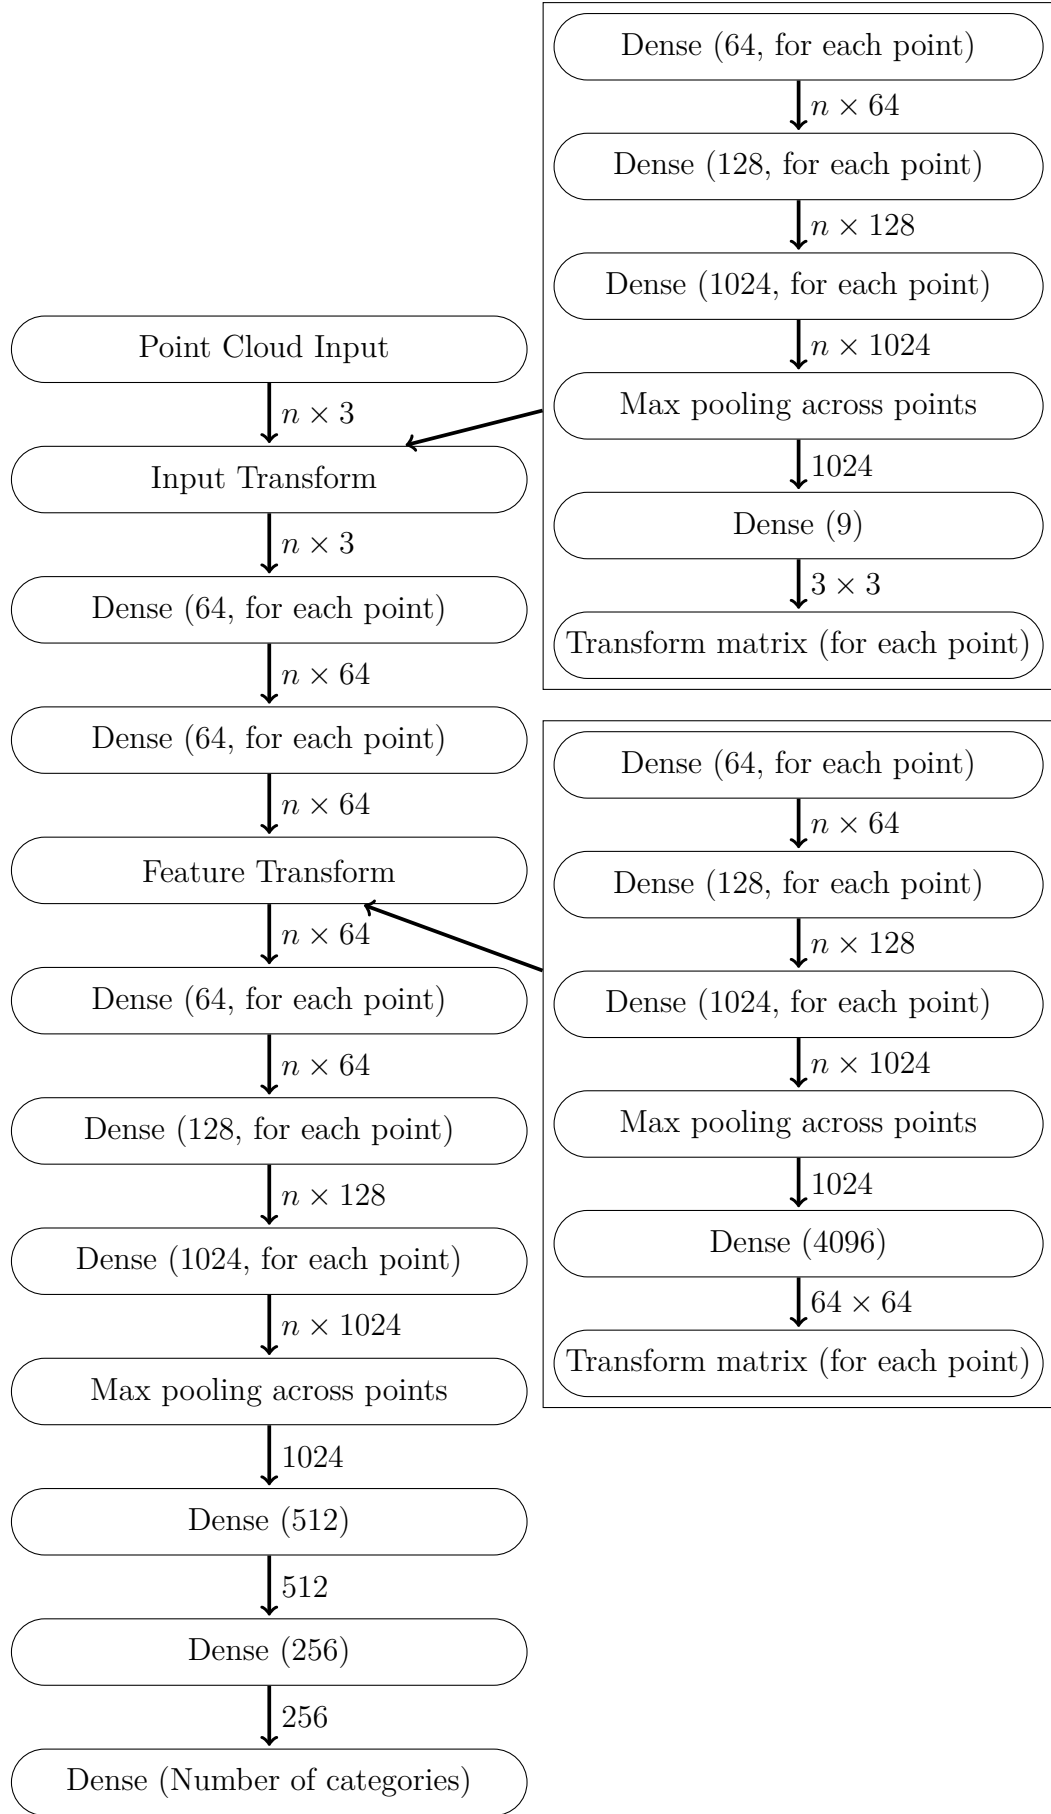 Point Cloud Input
n × 3
Input Transform
n × 3
Dense (64, for each point)
n × 64
Dense (64, for each point)
n × 64
Feature Transform
n × 64
Dense (64, for each point)
n × 64
Dense (128, for each point)
n × 128
Dense (1024, for each point)
n × 1024
Max pooling across points
1024
Dense (512)
512
Dense (256)
256
Dense (Number of categories)
Dense (64, for each point)
n × 64
Dense (128, for each point)
n × 128
Dense (1024, for each point)
n × 1024
Max pooling across points
1024
Dense (9)
3 × 3
Transform matrix (for each point)
Dense (64, for each point)
n × 64
Dense (128, for each point)
n × 128
Dense (1024, for each point)
n × 1024
Max pooling across points
1024
Dense (4096)
64 × 64
Transform matrix (for each point)